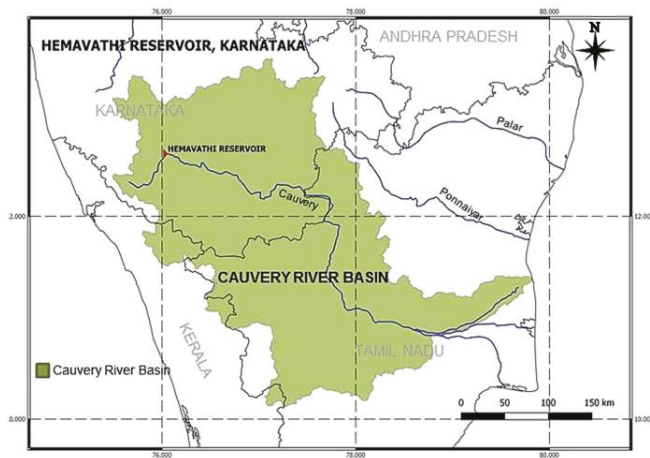 76.000
78.000
80.000
HEMAVATHI RESERVOIR, KARNATAKA
ANDHRA PRADESH
N
KARNATAKA
Palar
HEMAVATHI RESERVOIR
Cauvery
Ponnaiyar
2.000
12.00
CAUVERY RIVER BASIN
KERALA
TAMIL NADU
Cauvery River Basin
0 50 100 150 km
0.000
10.00
76.000
78.000
80.000